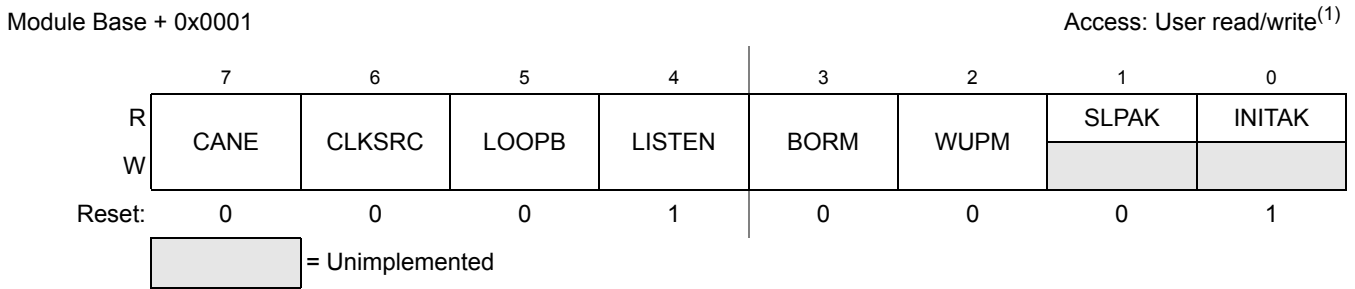 Module Base + 0x0001 Access: User read/write(1)
7 6 5 4 3 2 1 0
R CANE CLKSRC LOOPB LISTEN BORM WUPM SLPAK INITAK
W
Reset: 0 0 0 1 0 0 0 1
= Unimplemented